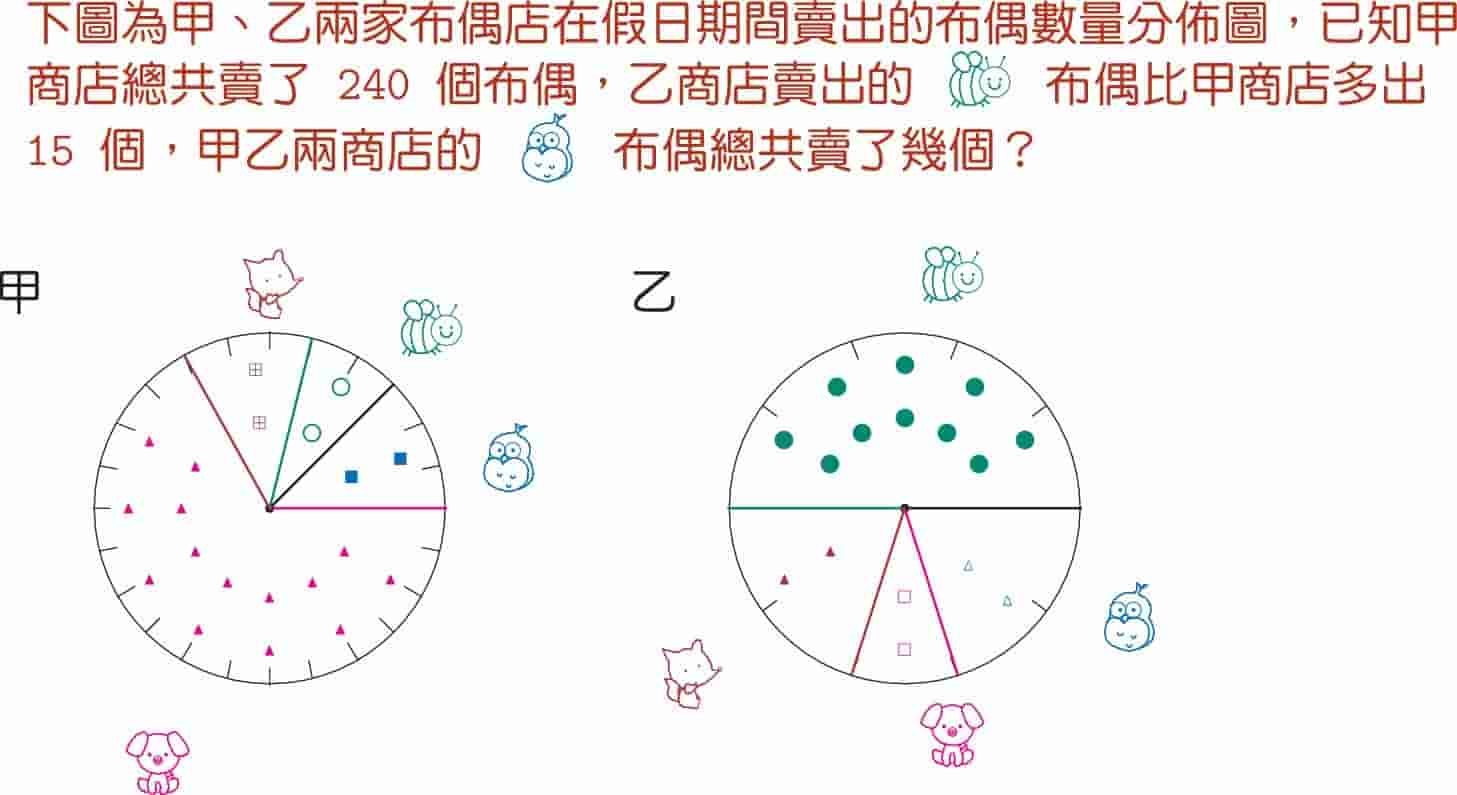 下圖為甲、乙兩家布偶店在假日期間賣出的布偶數量分佈圖，已知甲
商店總共賣了 240 個布偶，乙商店賣出的 布偶比甲商店多出
15 個，甲乙兩商店的 布偶總共賣了幾個？
甲
乙